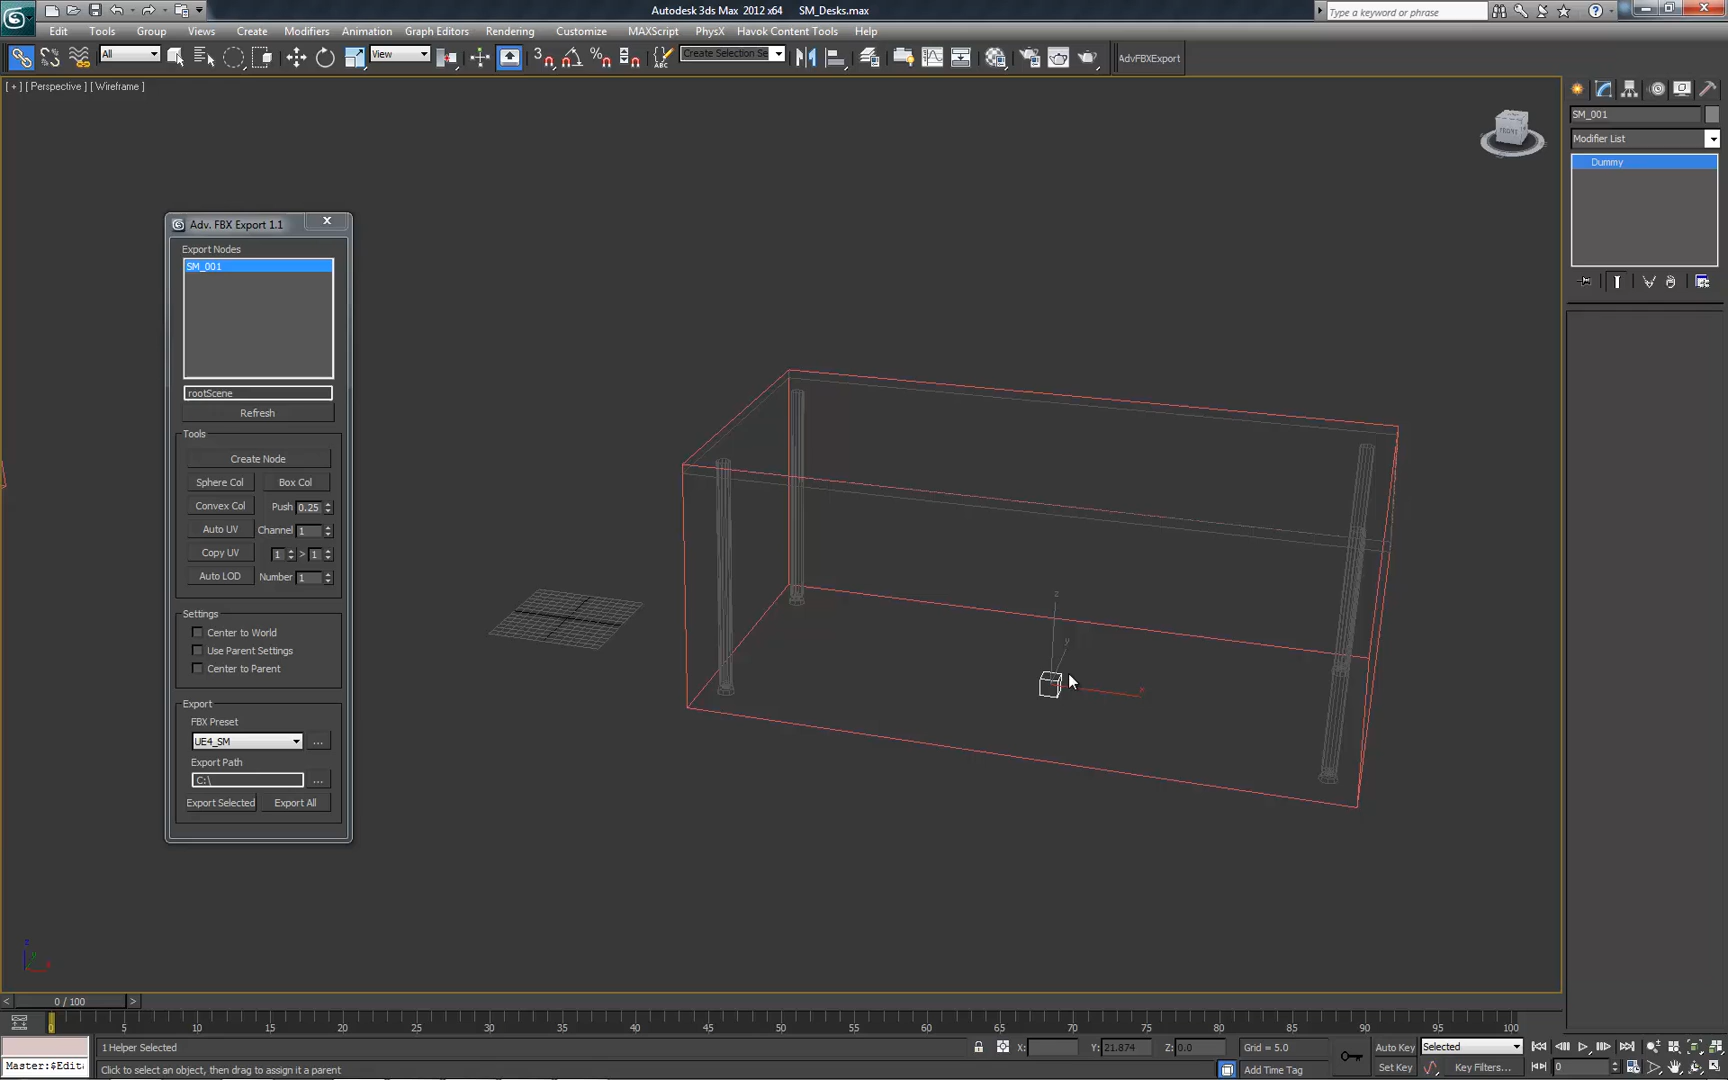 Autodesk 3ds Max 2012 x64 SM_Desks.max
Type a keyword or phrase
Edit Tools Group Views Create Modifiers Animation Graph Editors Rendering Customize MAXScript PhysX Havok Content Tools Help
All View Create Selection Se AdvFBXExport
[ + ] [ Perspective ] [ Wireframe ]
SM_001
Modifier List
Dummy
FRONT
Adv. FBX Export 1.1
Export Nodes
SM_001
rootScene
Refresh
Tools
Create Node
Sphere Col Box Col
Convex Col Push 0.25
Auto UV Channel 1
Copy UV 1 > 1
Auto LOD Number 1
Settings
Center to World
Use Parent Settings
Center to Parent
Export
FBX Preset
UE4_SM ...
Export Path
C:\ ...
Export Selected Export All
z
y
x
z
y
x
< 0 / 100 >
0 5 10 15 20 25 30 35 40 45 50 55 60 65 70 75 80 85 90 95 100
1 Helper Selected X: Y: 21.874 Z: 0.0 Grid = 5.0 Auto Key Selected
Master:$Edit: Click to select an object, then drag to assign it a parent Add Time Tag Set Key Key Filters... 0